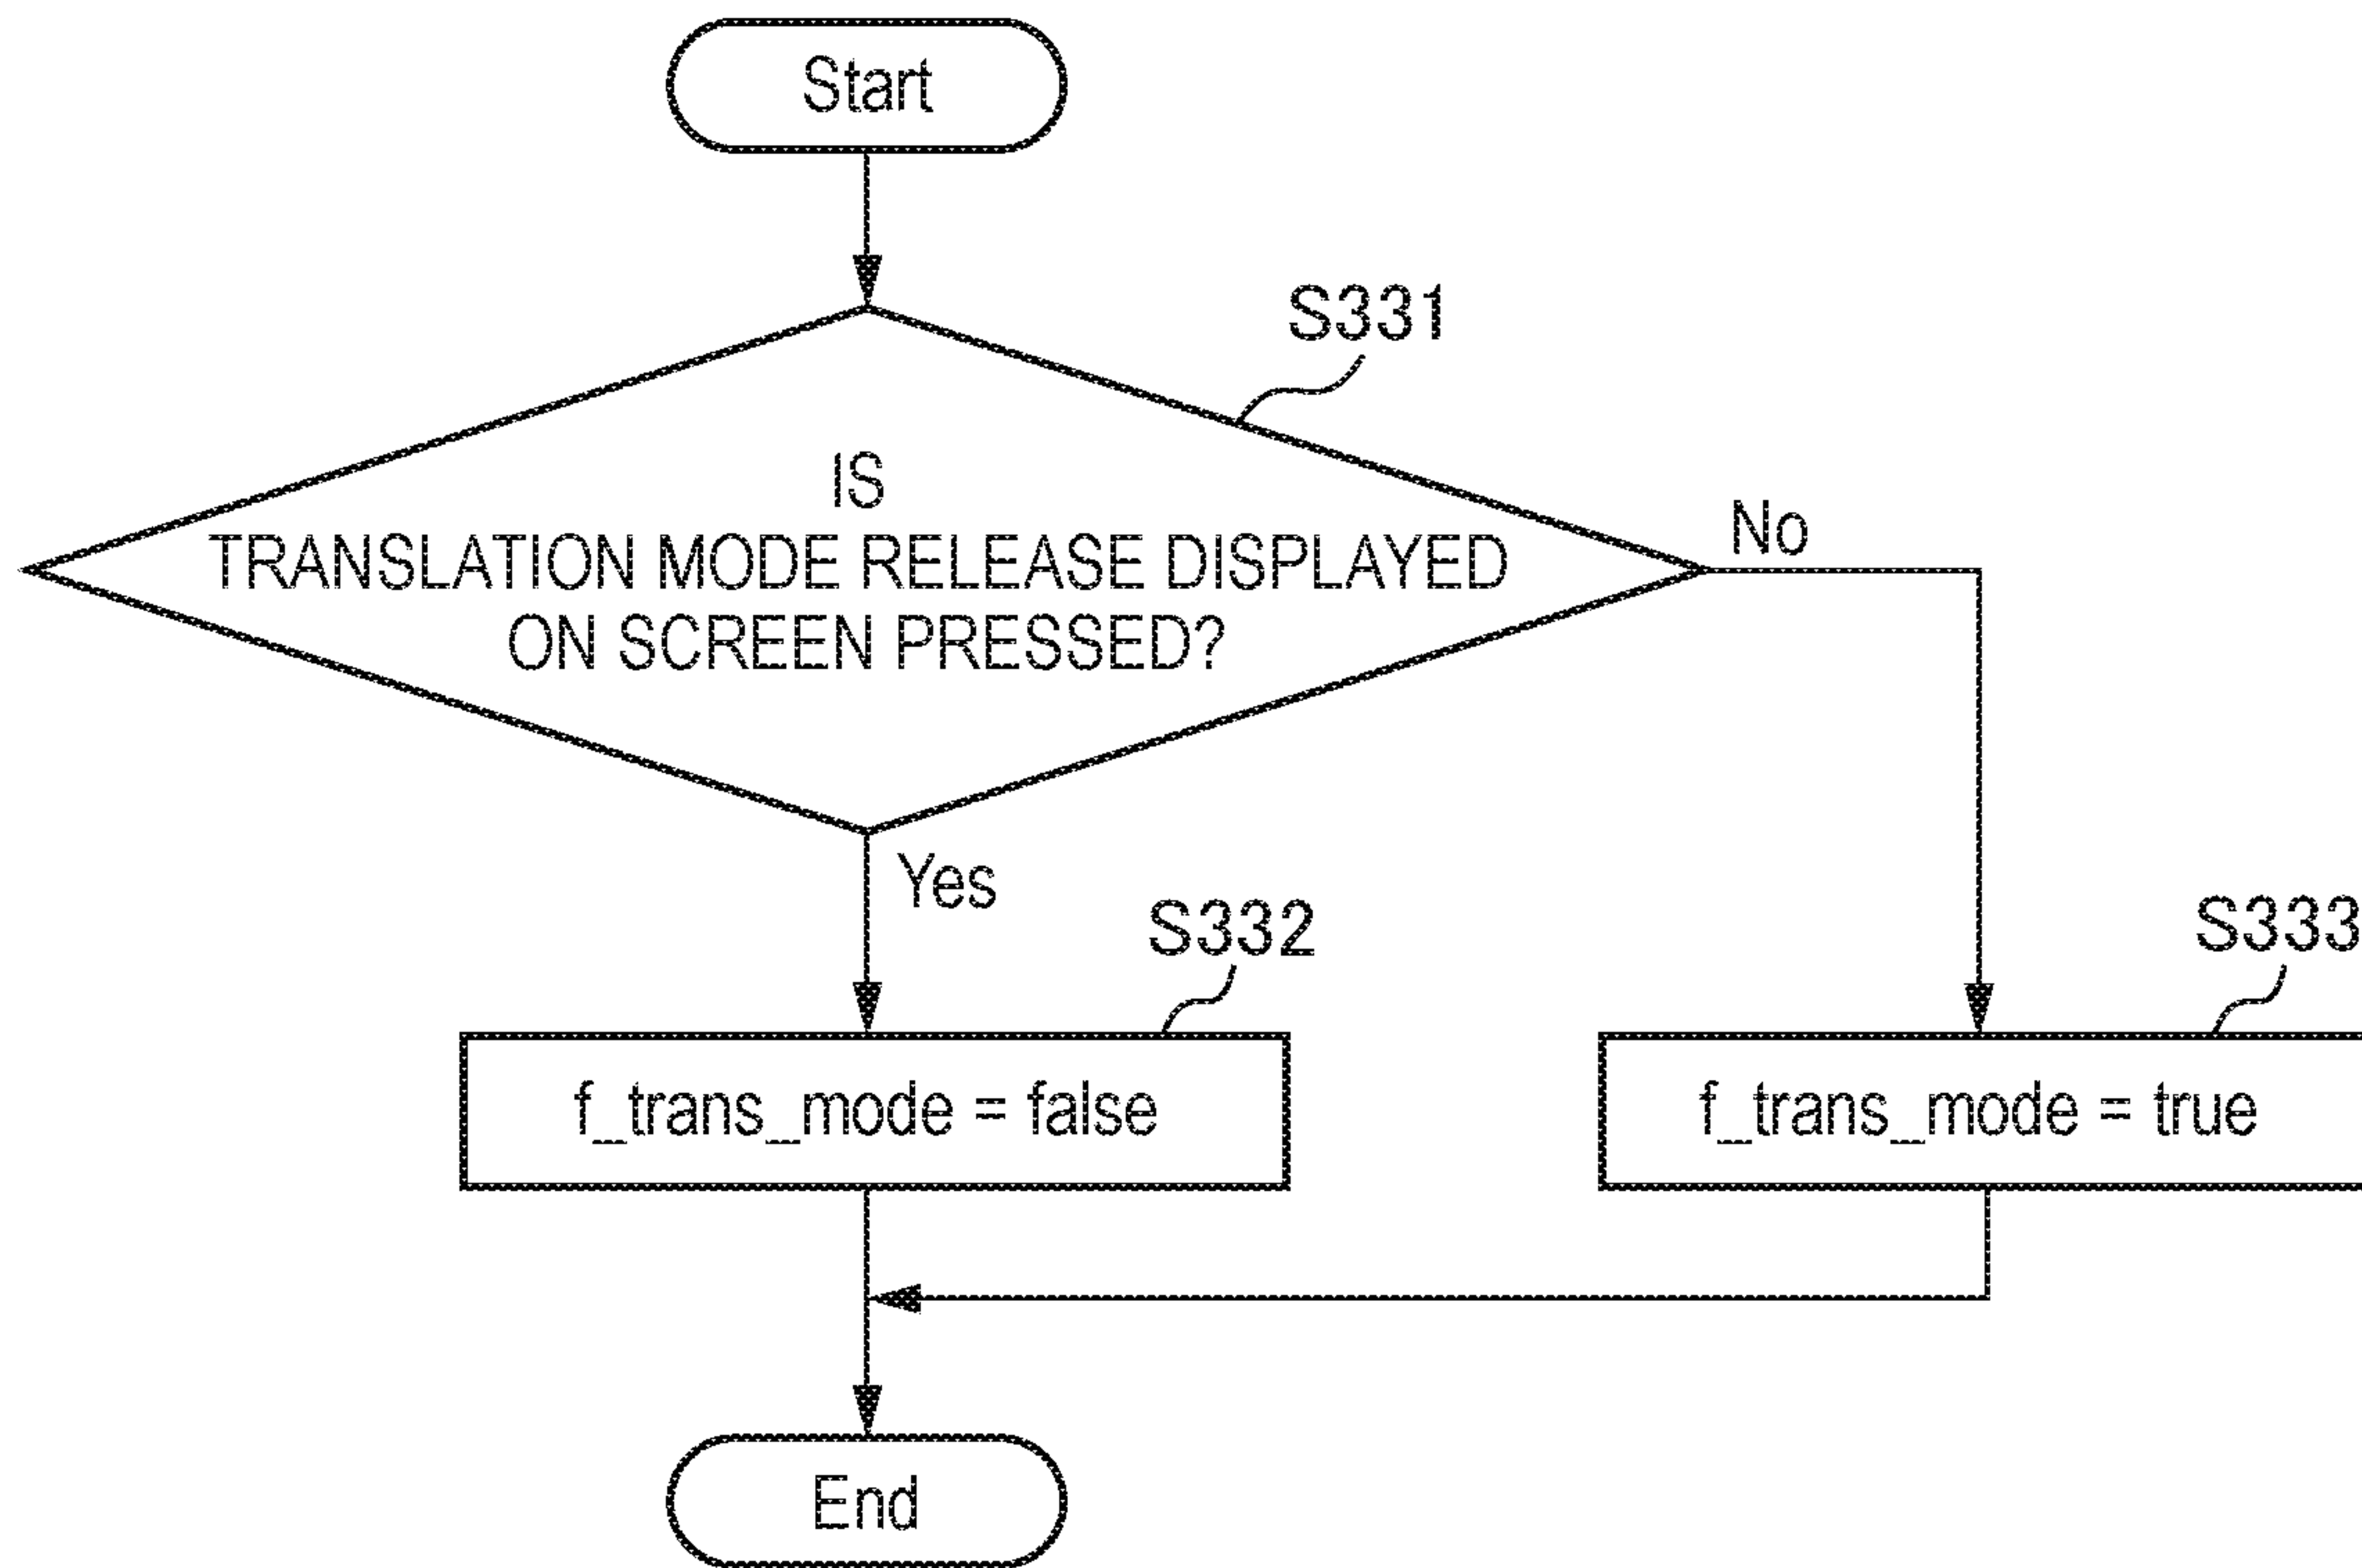 Start
S331
IS
TRANSLATION MODE RELEASE DISPLAYED
ON SCREEN PRESSED?
No
Yes
S332
S333
f_trans_mode = false
f_trans_mode = true
End